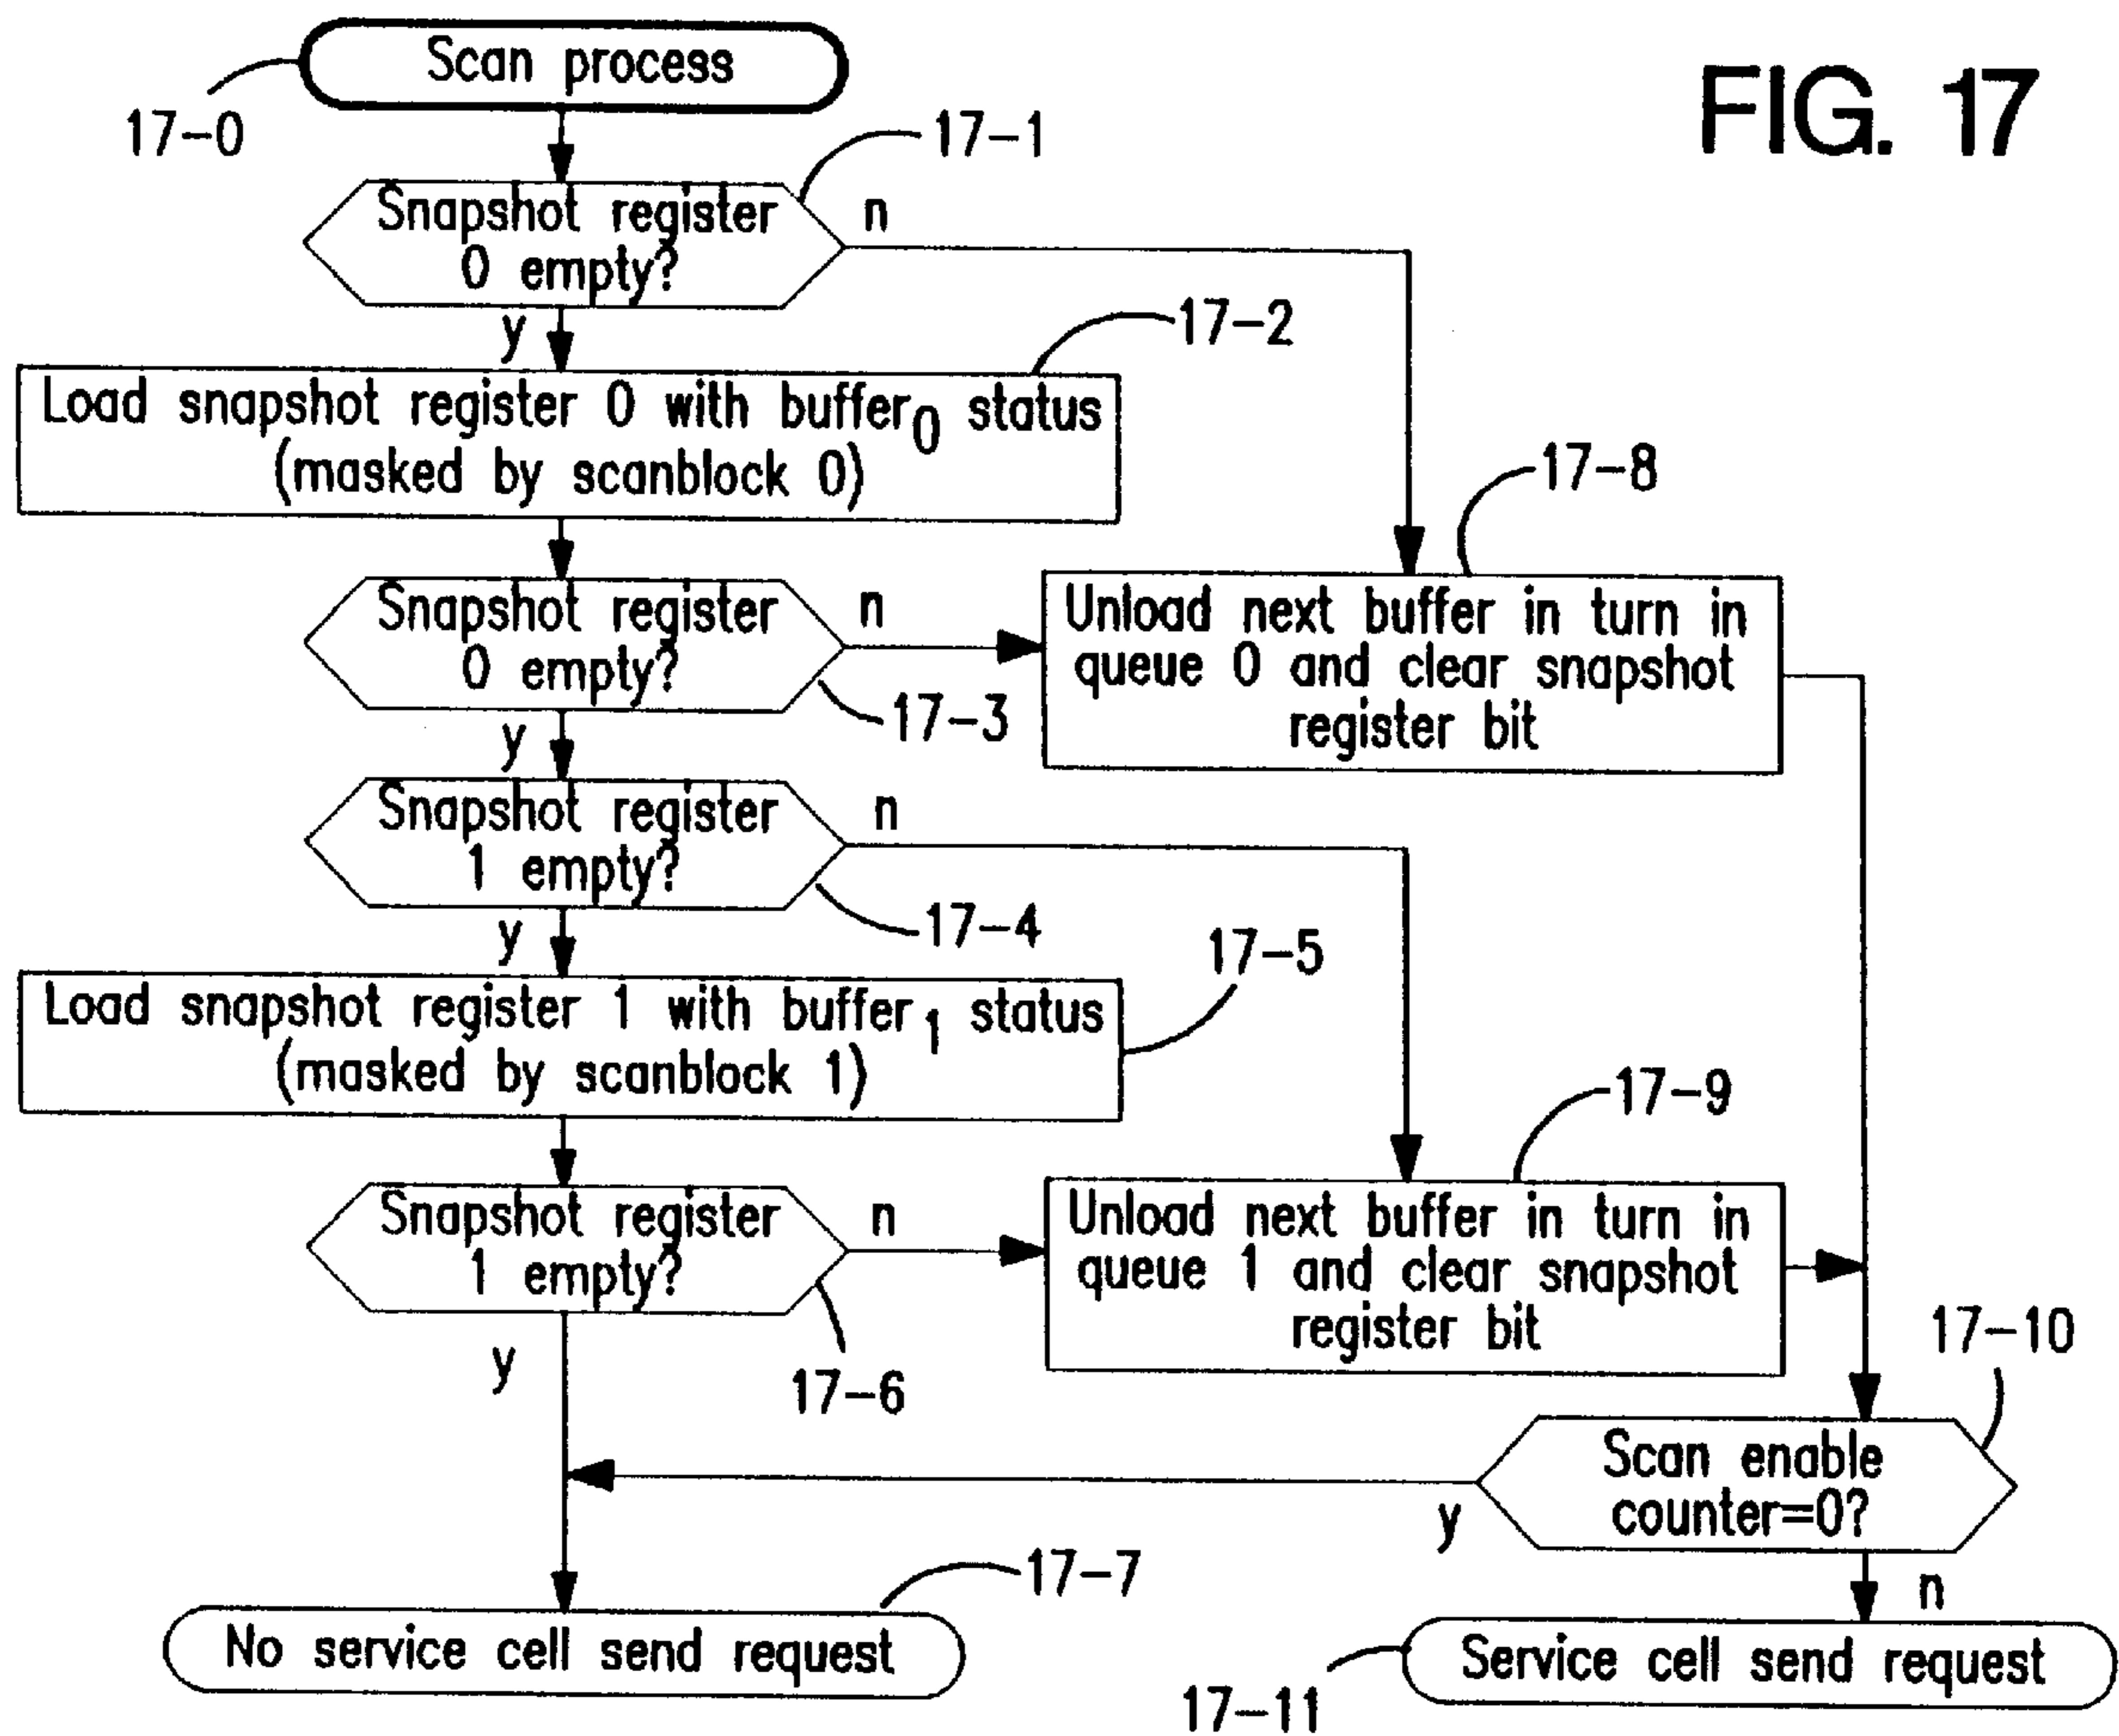 FIG. 17
Scan process
17-0
17-1
Snapshot register
0 empty?
n
y
17-2
Load snapshot register 0 with buffer0 status
(masked by scanblock 0)
17-8
Snapshot register
0 empty?
n
17-3
y
Unload next buffer in turn in
queue 0 and clear snapshot
register bit
Snapshot register
1 empty?
n
17-4
y
17-5
Load snapshot register 1 with buffer1 status
(masked by scanblock 1)
17-9
Snapshot register
1 empty?
n
17-6
y
Unload next buffer in turn in
queue 1 and clear snapshot
register bit
17-10
Scan enable
counter=0?
y
n
17-7
No service cell send request
Service cell send request
17-11